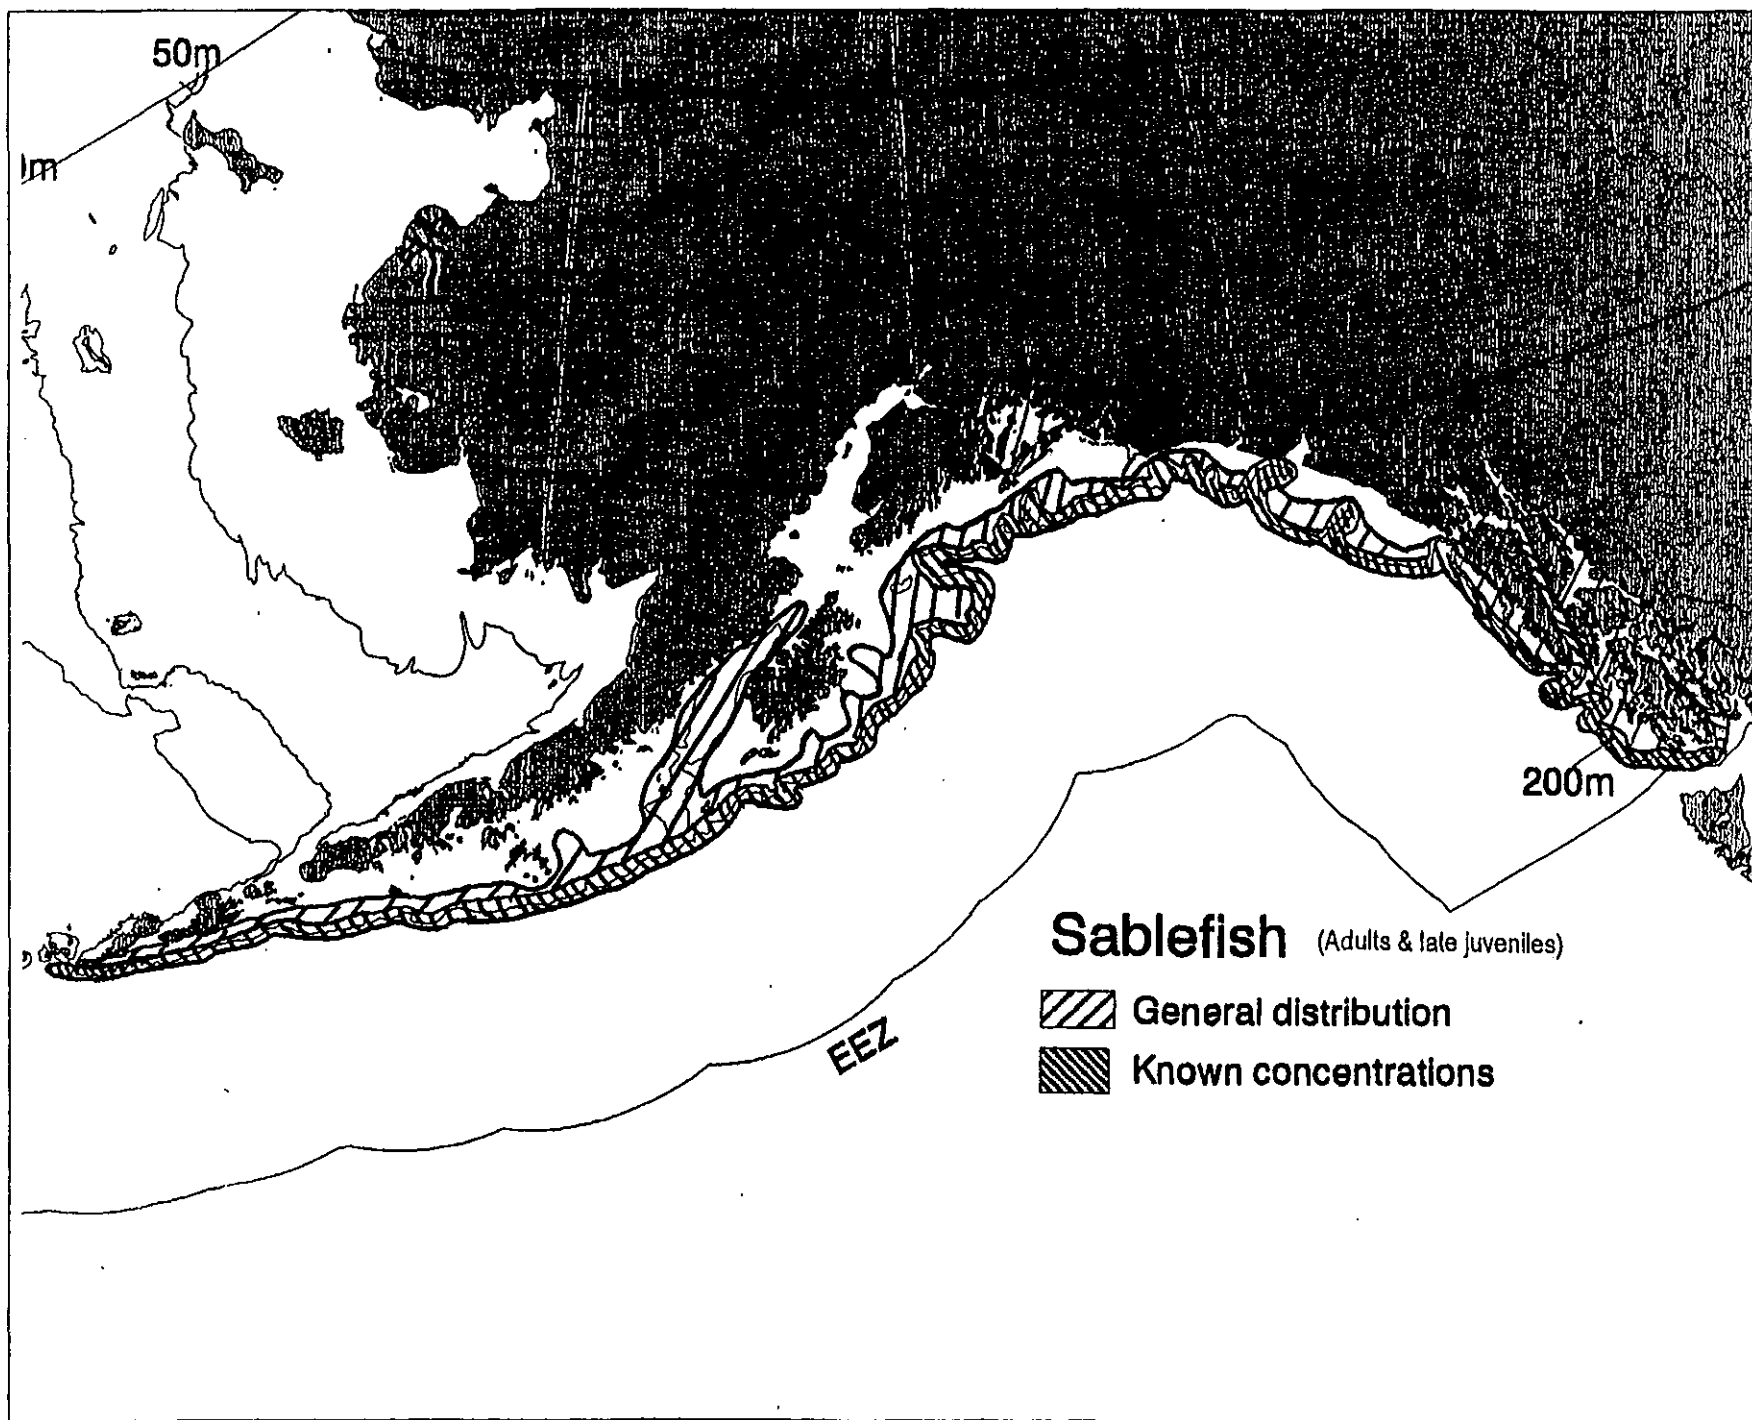 50m
200m
Sablefish (Adults & late juveniles)
General distribution
EEZ
Known concentrations